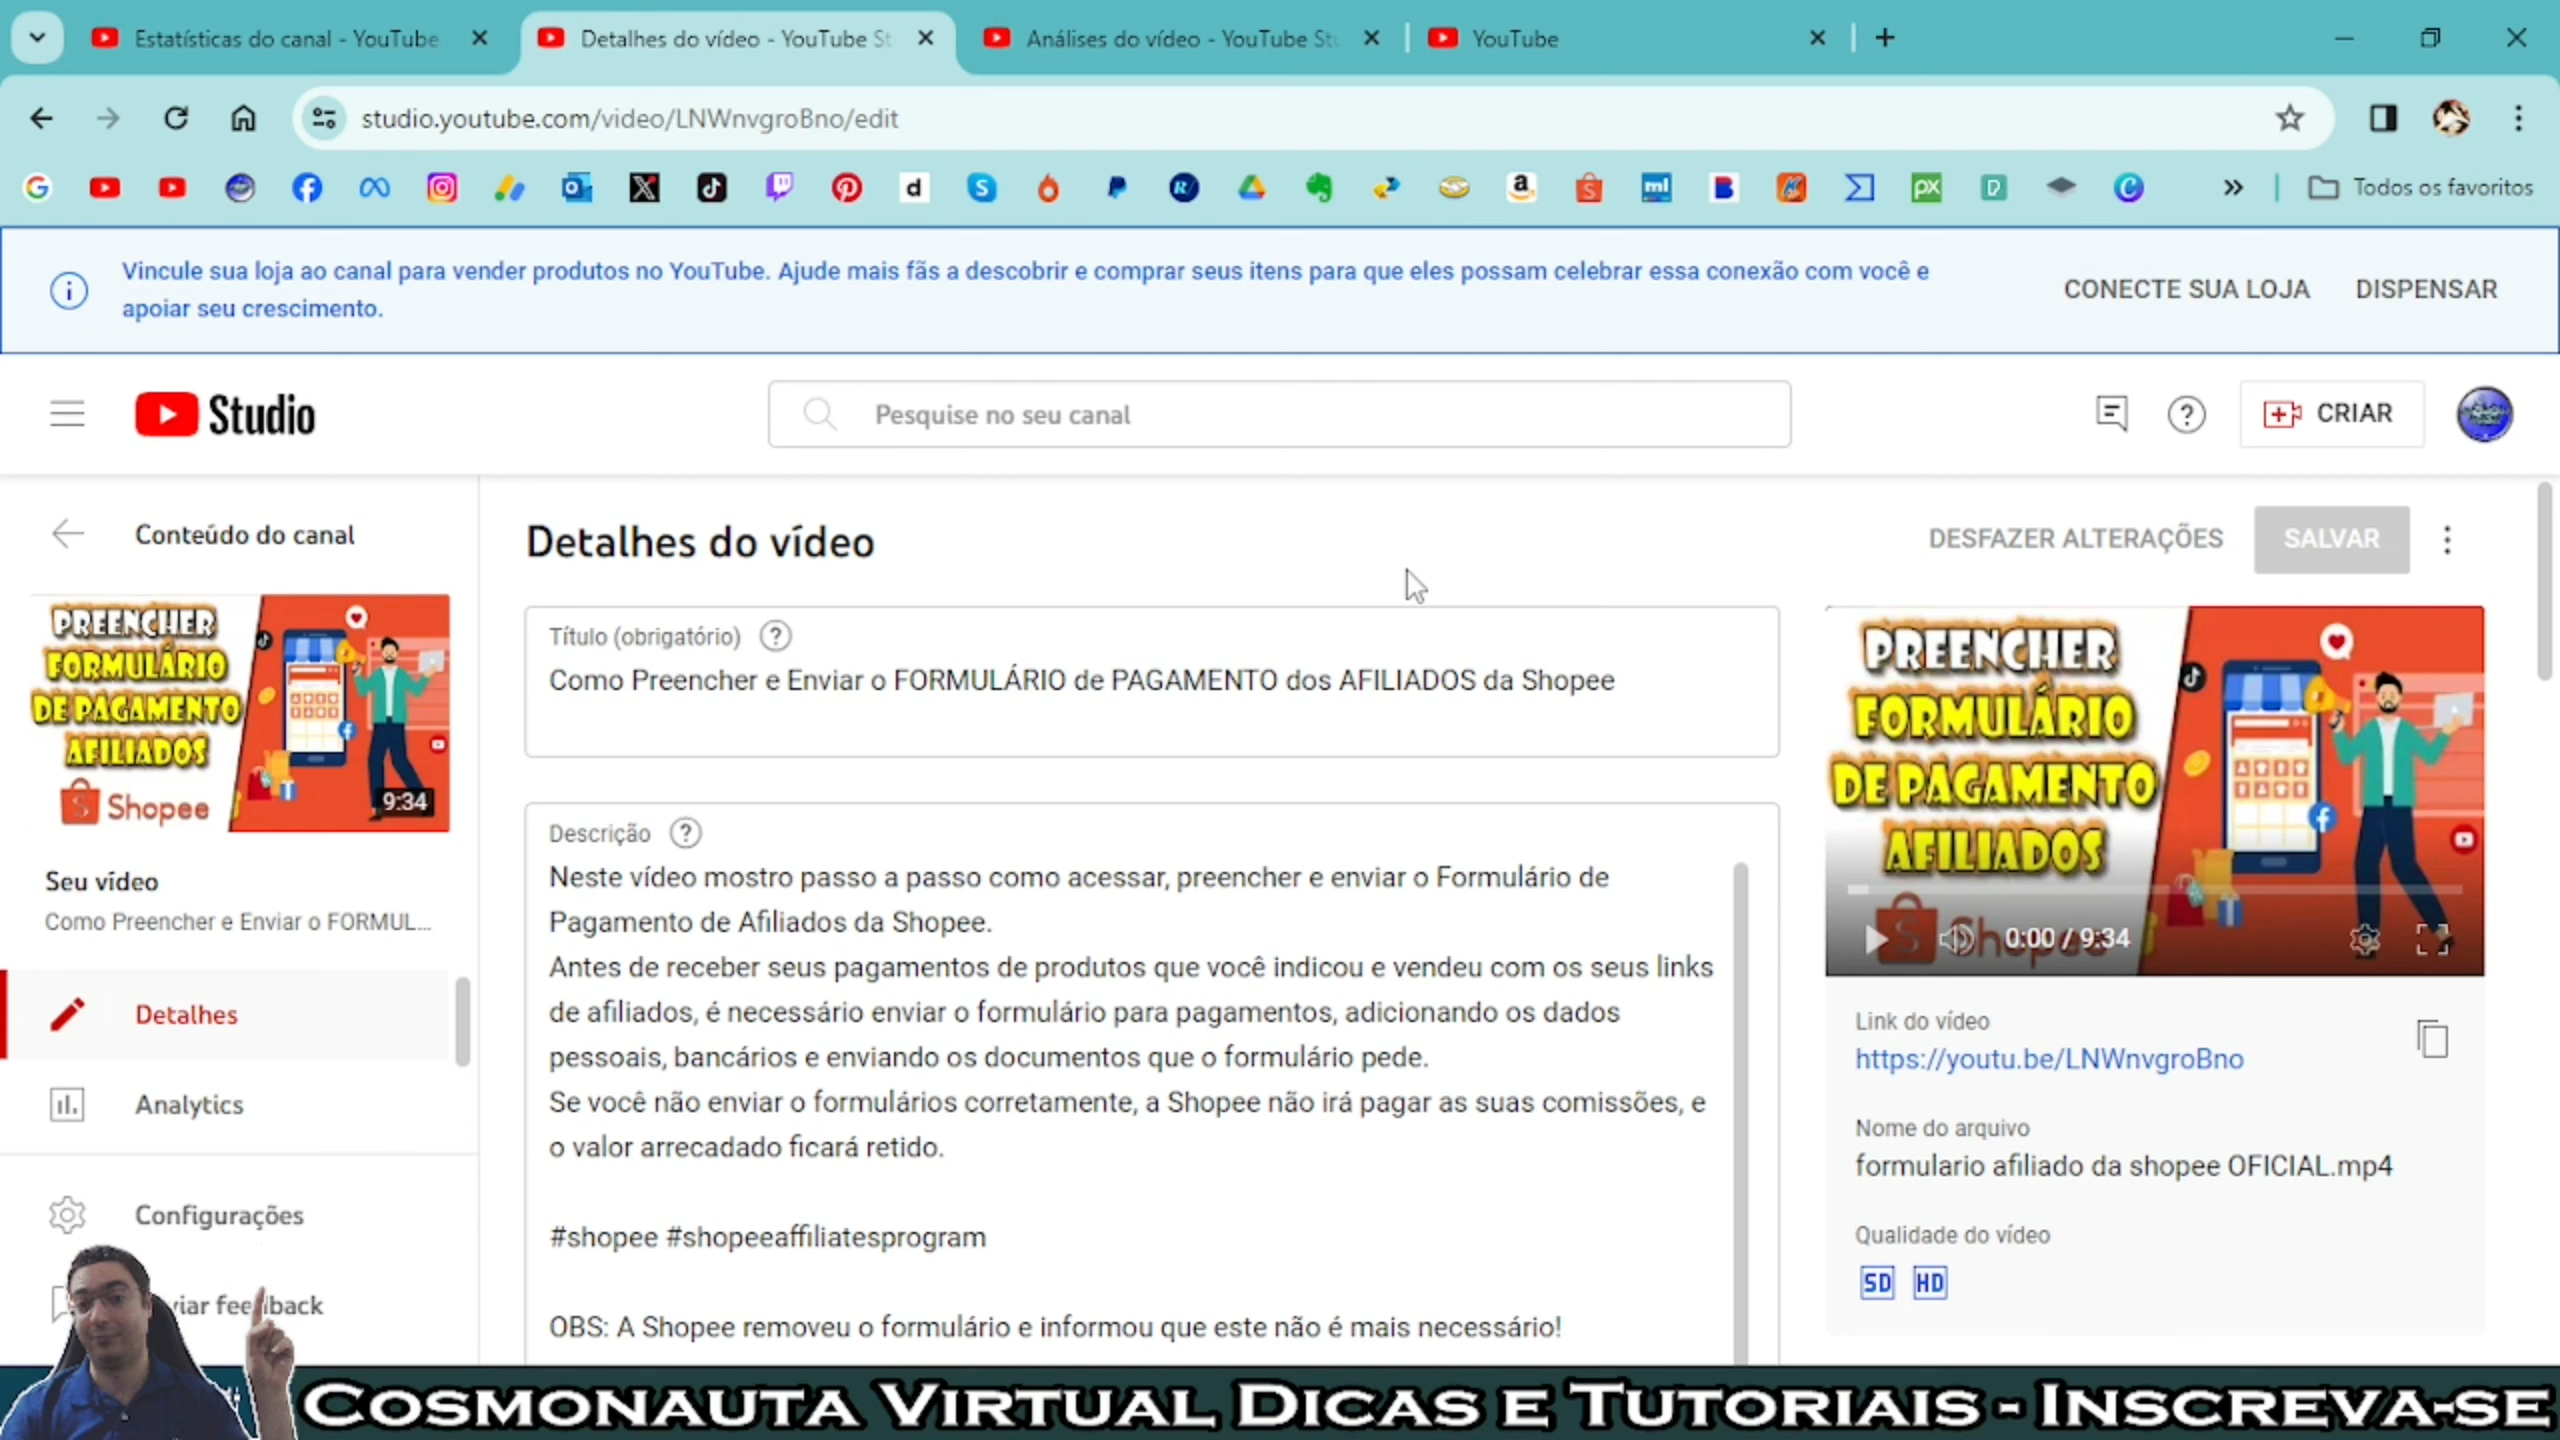 Estatísticas do canal - YouTube
Detalhes do vídeo - YouTube St
Análises do vídeo - YouTube Stu
YouTube
studio.youtube.com/video/LNWnvgroBno/edit
Todos os favoritos
Vincule sua loja ao canal para vender produtos no YouTube. Ajude mais fãs a descobrir e comprar seus itens para que eles possam celebrar essa conexão com você e
apoiar seu crescimento.
CONECTE SUA LOJA
DISPENSAR
Studio
Pesquise no seu canal
CRIAR
Conteúdo do canal
PREENCHER
FORMULÁRIO
DE PAGAMENTO
AFILIADOS
Shopee
9:34
Seu vídeo
Como Preencher e Enviar o FORMUL...
Detalhes
Analytics
Configurações
viar feedback
Detalhes do vídeo
DESFAZER ALTERAÇÕES
SALVAR
Título (obrigatório)
Como Preencher e Enviar o FORMULÁRIO de PAGAMENTO dos AFILIADOS da Shopee
Descrição
Neste vídeo mostro passo a passo como acessar, preencher e enviar o Formulário de
Pagamento de Afiliados da Shopee.
Antes de receber seus pagamentos de produtos que você indicou e vendeu com os seus links
de afiliados, é necessário enviar o formulário para pagamentos, adicionando os dados
pessoais, bancários e enviando os documentos que o formulário pede.
Se você não enviar o formulários corretamente, a Shopee não irá pagar as suas comissões, e
o valor arrecadado ficará retido.
#shopee #shopeeaffiliatesprogram
OBS: A Shopee removeu o formulário e informou que este não é mais necessário!
PREENCHER
FORMULÁRIO
DE PAGAMENTO
AFILIADOS
Shopee
0:00 / 9:34
Link do vídeo
https://youtu.be/LNWnvgroBno
Nome do arquivo
formulario afiliado da shopee OFICIAL.mp4
Qualidade do vídeo
SD HD
COSMONAUTA VIRTUAL DICAS E TUTORIAIS - INSCREVA-SE